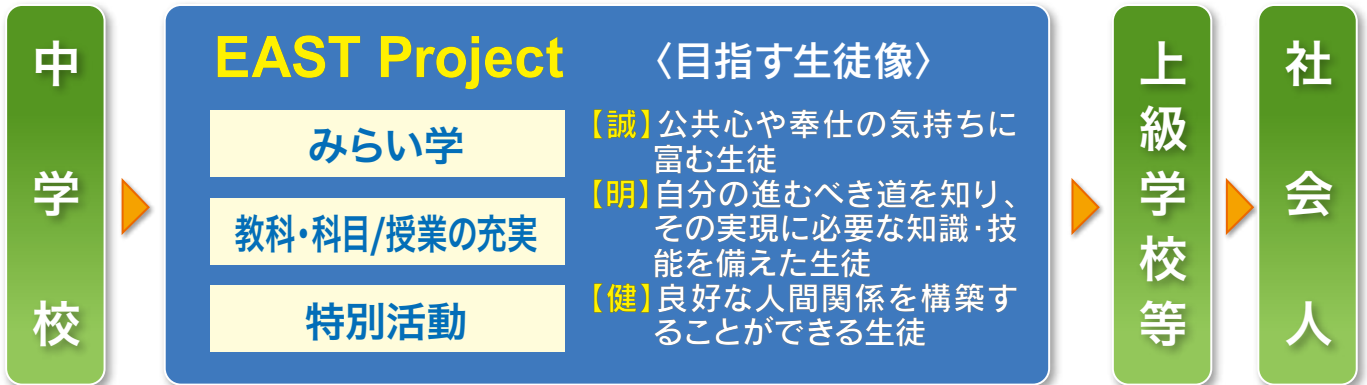 中学校
EAST Project
みらい学
教科・科目/授業の充実
特別活動
〈目指す生徒像〉
【誠】公共心や奉仕の気持ちに
富む生徒
【明】自分の進むべき道を知り、
その実現に必要な知識・技
能を備えた生徒
【健】良好な人間関係を構築す
ることができる生徒
上級学校等
社会人